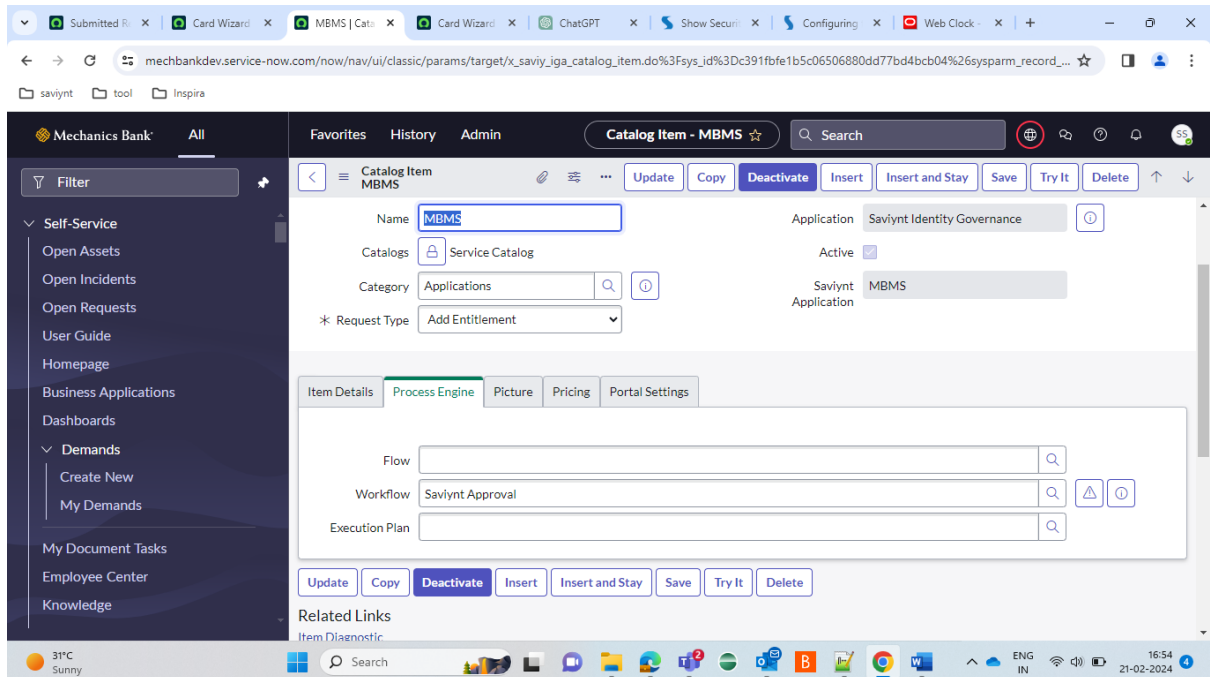 Submitted R
Card Wizard
MBMS | Cata
Card Wizard
ChatGPT
Show Securi
Configuring
Web Clock -
mechbankdev.service-now.com/now/nav/ui/classic/params/target/x_saviy_iga_catalog_item.do%3Fsys_id%3Dc391fbfe1b5c06506880dd77bd4bcb04%26sysparm_record_...
saviynt tool Inspira
Mechanics Bank All Favorites History Admin Catalog Item - MBMS Search SS
Filter
Self-Service
Open Assets
Open Incidents
Open Requests
User Guide
Homepage
Business Applications
Dashboards
Demands
Create New
My Demands
My Document Tasks
Employee Center
Knowledge
Catalog Item
MBMS
... Update Copy Deactivate Insert Insert and Stay Save Try It Delete
Name MBMS
Catalogs Service Catalog
Category Applications
* Request Type Add Entitlement
Application Saviynt Identity Governance
Active
Saviynt Application MBMS
Item Details Process Engine Picture Pricing Portal Settings
Flow
Workflow Saviynt Approval
Execution Plan
Update Copy Deactivate Insert Insert and Stay Save Try It Delete
Related Links
Item Diagnostic
31°C
Sunny
Search
2
B
ENG
IN
16:54
21-02-2024
4